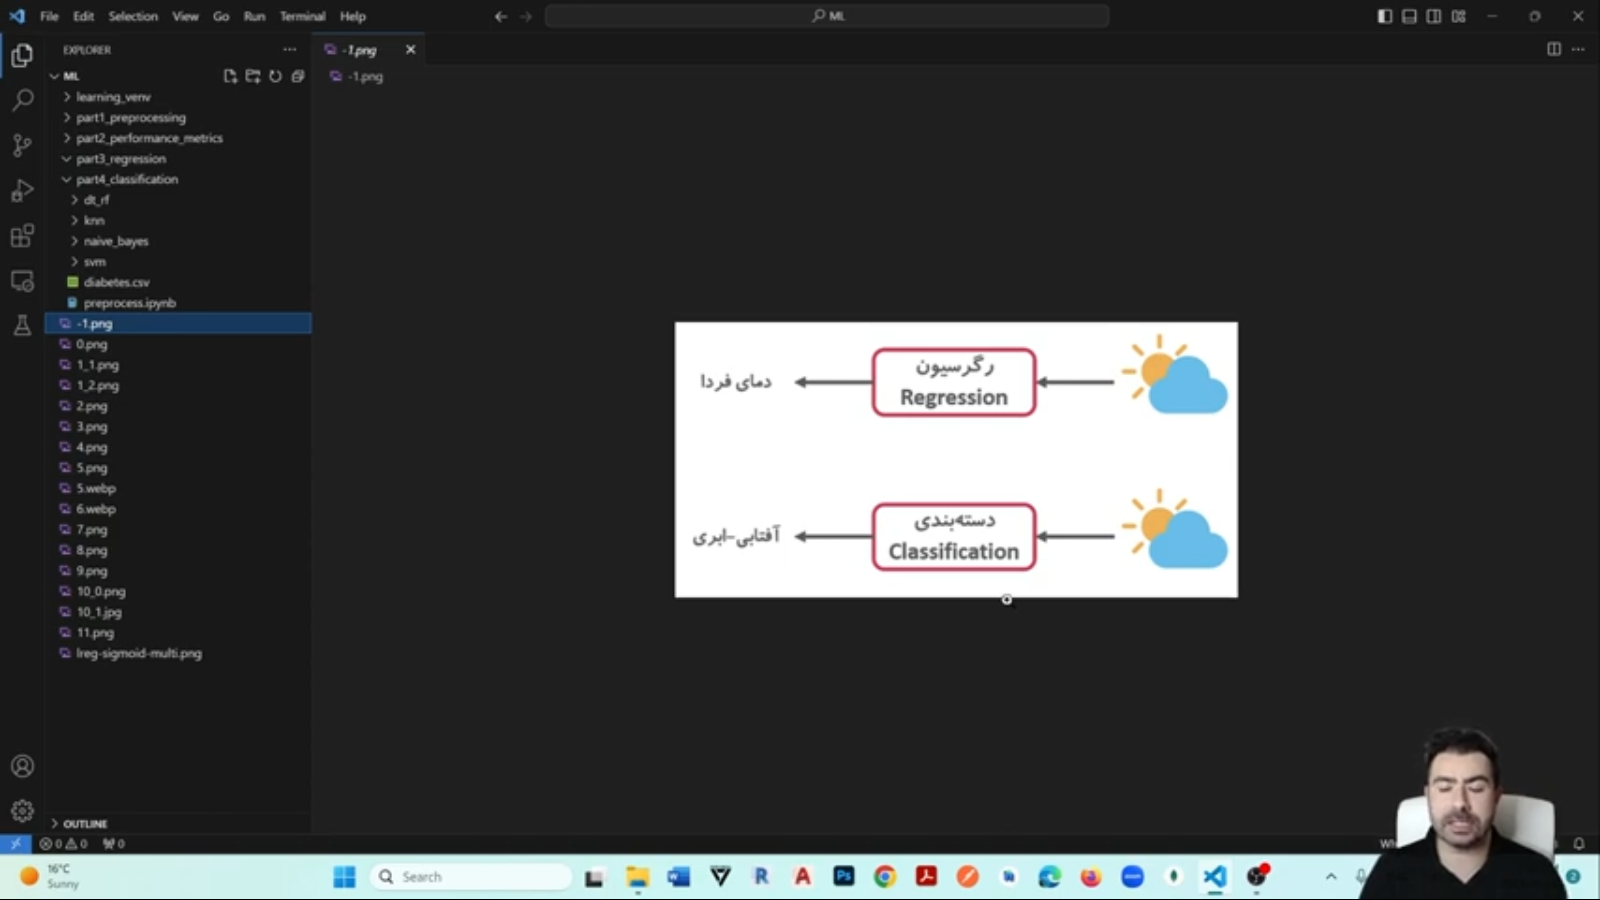 File Edit Selection View Go Run Terminal Help
ML
EXPLORER
-1.png
ML
-1.png
learning_venv
part1_preprocessing
part2_performance_metrics
part3_regression
part4_classification
dt_rf
knn
naive_bayes
svm
diabetes.csv
preprocess.ipynb
-1.png
0.png
1_1.png
1_2.png
2.png
3.png
4.png
5.png
5.webp
6.webp
7.png
8.png
9.png
10_0.png
10_1.jpg
11.png
lreg-sigmoid-multi.png
رگرسیون
Regression
دمای فردا
دسته‌بندی
Classification
آفتابی-ابری
OUTLINE
0 0 0
16°C
Sunny
Search
2